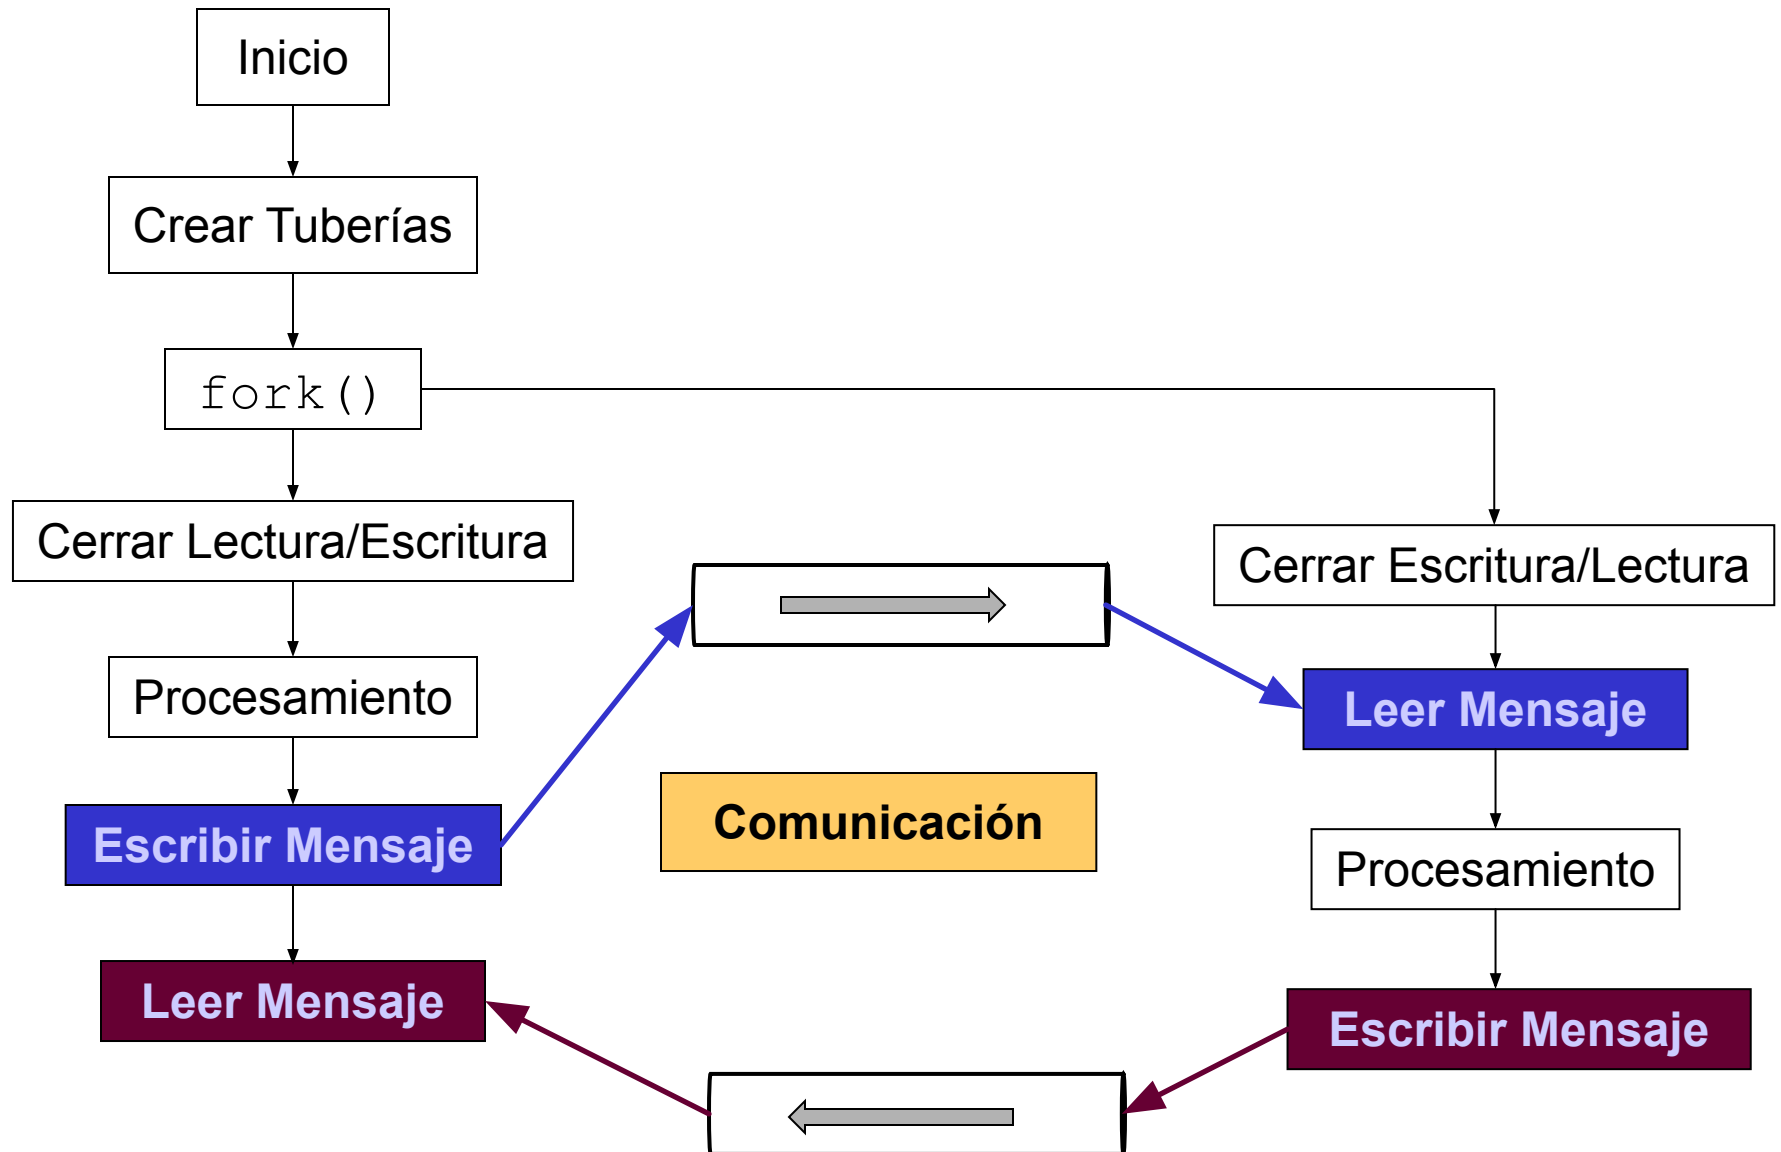 Inicio
Crear Tuberías
fork()
Cerrar Lectura/Escritura
Procesamiento
Escribir Mensaje
Leer Mensaje
Comunicación
Cerrar Escritura/Lectura
Leer Mensaje
Procesamiento
Escribir Mensaje